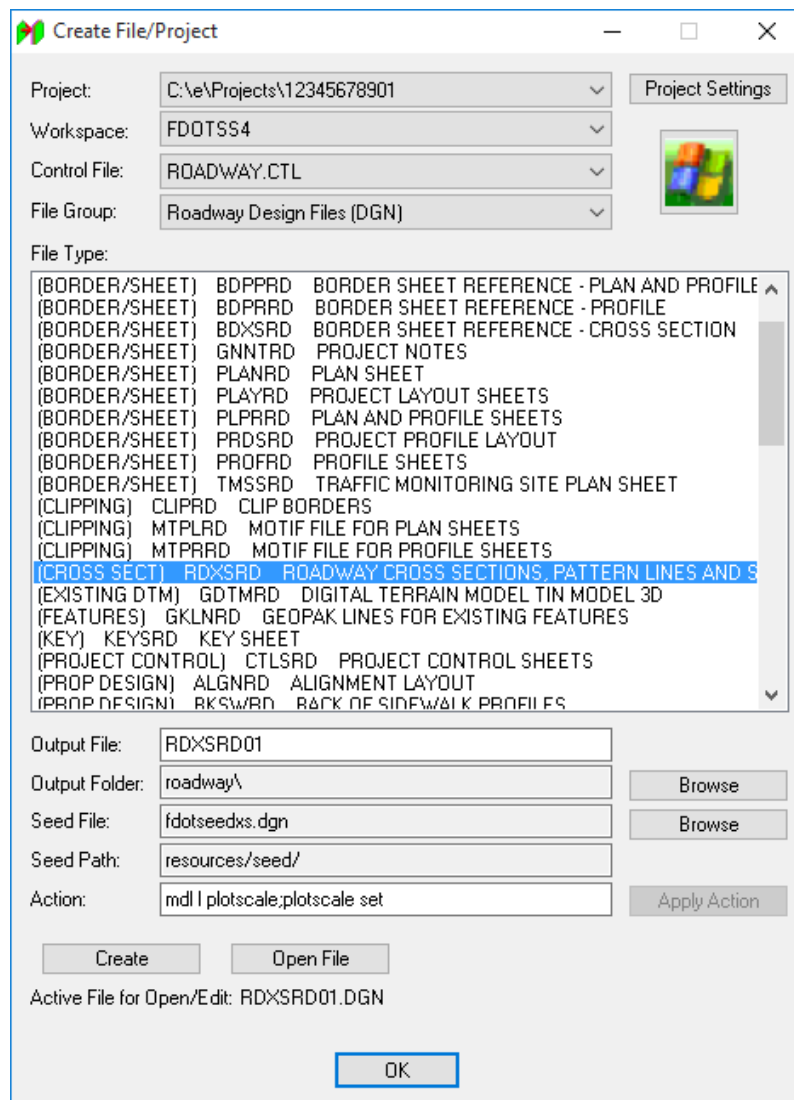 Create File/Project
Project: C:\e\Projects\12345678901 Project Settings
Workspace: FDOTSS4
Control File: ROADWAY.CTL
File Group: Roadway Design Files (DGN)
File Type:
(BORDER/SHEET) BDPPRD BORDER SHEET REFERENCE - PLAN AND PROFILE
(BORDER/SHEET) BDPRRD BORDER SHEET REFERENCE - PROFILE
(BORDER/SHEET) BDXSRD BORDER SHEET REFERENCE - CROSS SECTION
(BORDER/SHEET) GNNTRD PROJECT NOTES
(BORDER/SHEET) PLANRD PLAN SHEET
(BORDER/SHEET) PLAYRD PROJECT LAYOUT SHEETS
(BORDER/SHEET) PLPRRD PLAN AND PROFILE SHEETS
(BORDER/SHEET) PRDSRD PROJECT PROFILE LAYOUT
(BORDER/SHEET) PROFRD PROFILE SHEETS
(BORDER/SHEET) TMSSRD TRAFFIC MONITORING SITE PLAN SHEET
(CLIPPING) CLIPRD CLIP BORDERS
(CLIPPING) MTPLRD MOTIF FILE FOR PLAN SHEETS
(CLIPPING) MTPRRD MOTIF FILE FOR PROFILE SHEETS
(CROSS SECT) RDXSRD ROADWAY CROSS SECTIONS, PATTERN LINES AND S
(EXISTING DTM) GDTMRD DIGITAL TERRAIN MODEL TIN MODEL 3D
(FEATURES) GKLNRD GEOPAK LINES FOR EXISTING FEATURES
(KEY) KEYSRD KEY SHEET
(PROJECT CONTROL) CTLSRD PROJECT CONTROL SHEETS
(PROP DESIGN) ALGNRD ALIGNMENT LAYOUT
(PROP DESIGN) BKSWRD BACK OF SIDEWALK PROFILES
Output File: RDXSRD01
Output Folder: roadway\ Browse
Seed File: fdotseedxs.dgn Browse
Seed Path: resources/seed/
Action: mdl l plotscale;plotscale set Apply Action
Create Open File
Active File for Open/Edit: RDXSRD01.DGN
OK